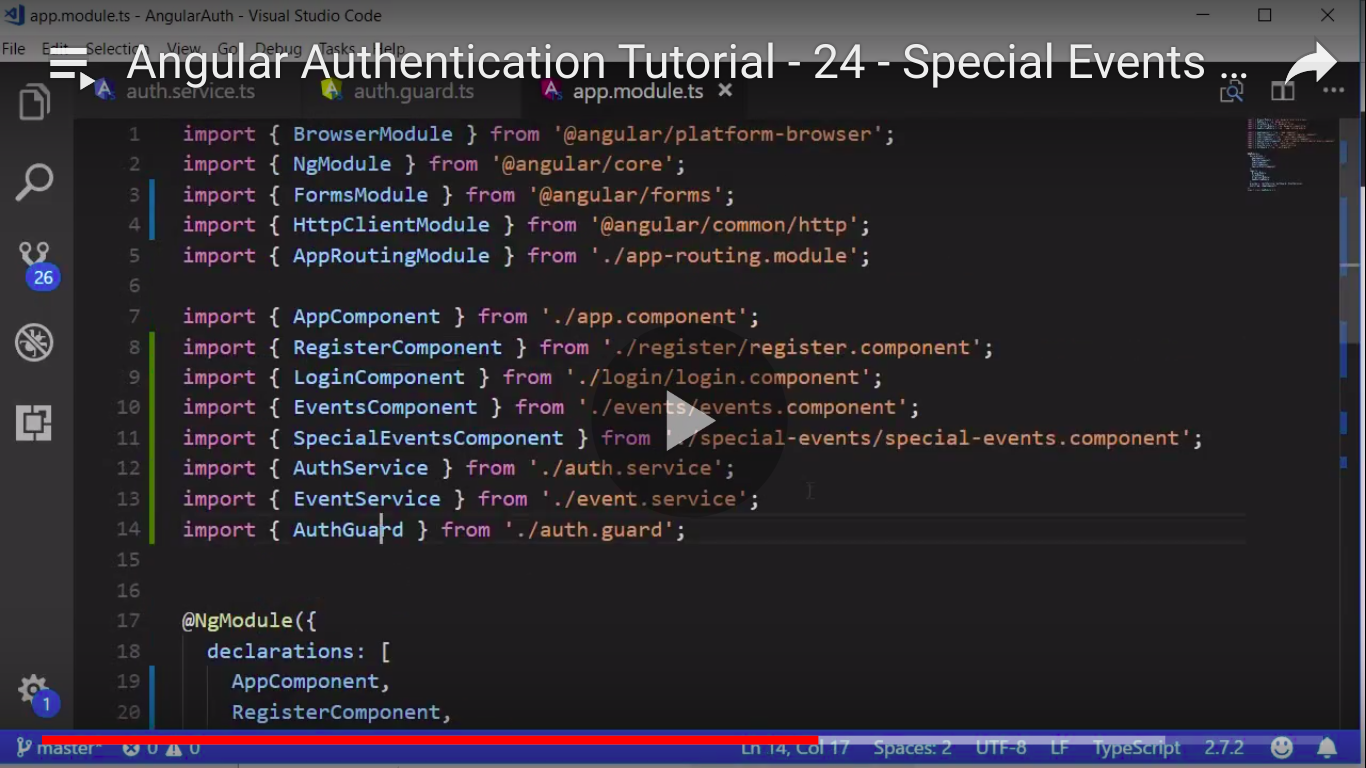 app.module.ts - AngularAuth - Visual Studio Code
File Edit Selection View Go Debug Tasks Help
Angular Authentication Tutorial - 24 - Special Events ...
auth.service.ts auth.guard.ts app.module.ts
1 import { BrowserModule } from '@angular/platform-browser';
2 import { NgModule } from '@angular/core';
3 import { FormsModule } from '@angular/forms';
4 import { HttpClientModule } from '@angular/common/http';
5 import { AppRoutingModule } from './app-routing.module';
6
7 import { AppComponent } from './app.component';
8 import { RegisterComponent } from './register/register.component';
9 import { LoginComponent } from './login/login.component';
10 import { EventsComponent } from './events/events.component';
11 import { SpecialEventsComponent } from './special-events/special-events.component';
12 import { AuthService } from './auth.service';
13 import { EventService } from './event.service';
14 import { AuthGuard } from './auth.guard';
15
16
17 @NgModule({
18 declarations: [
19 AppComponent,
20 RegisterComponent,
26
1
master* 0 0 Ln 14, Col 17 Spaces: 2 UTF-8 LF TypeScript 2.7.2